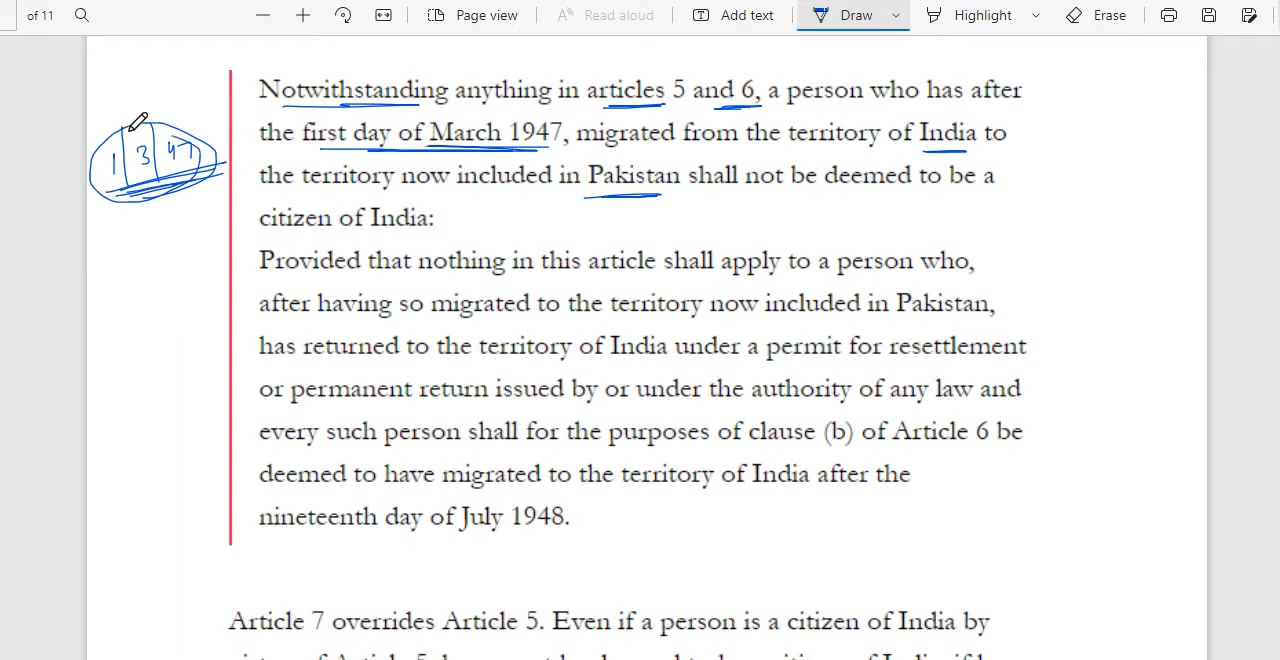 of 11 Page view Read aloud Add text Draw Highlight Erase
Notwithstanding anything in articles 5 and 6, a person who has after
the first day of March 1947, migrated from the territory of India to
1 3 47
the territory now included in Pakistan shall not be deemed to be a
citizen of India:
Provided that nothing in this article shall apply to a person who,
after having so migrated to the territory now included in Pakistan,
has returned to the territory of India under a permit for resettlement
or permanent return issued by or under the authority of any law and
every such person shall for the purposes of clause (b) of Article 6 be
deemed to have migrated to the territory of India after the
nineteenth day of July 1948.
Article 7 overrides Article 5. Even if a person is a citizen of India by